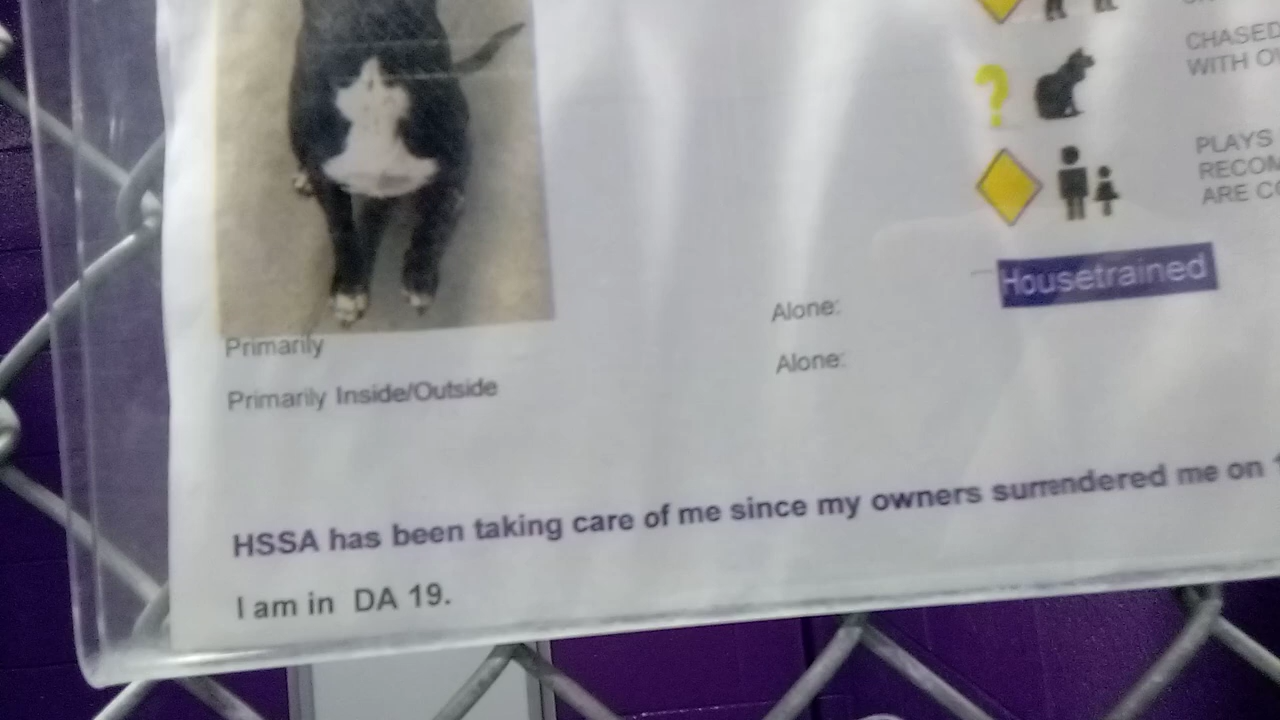 CHASED
WITH
?
PLAYS
ARE
Housetrained
Alone:
Primarily
Alone:
Primarily Inside/Outside
HSSA has been taking care of me since my owners surrendered me on
I am in DA 19.